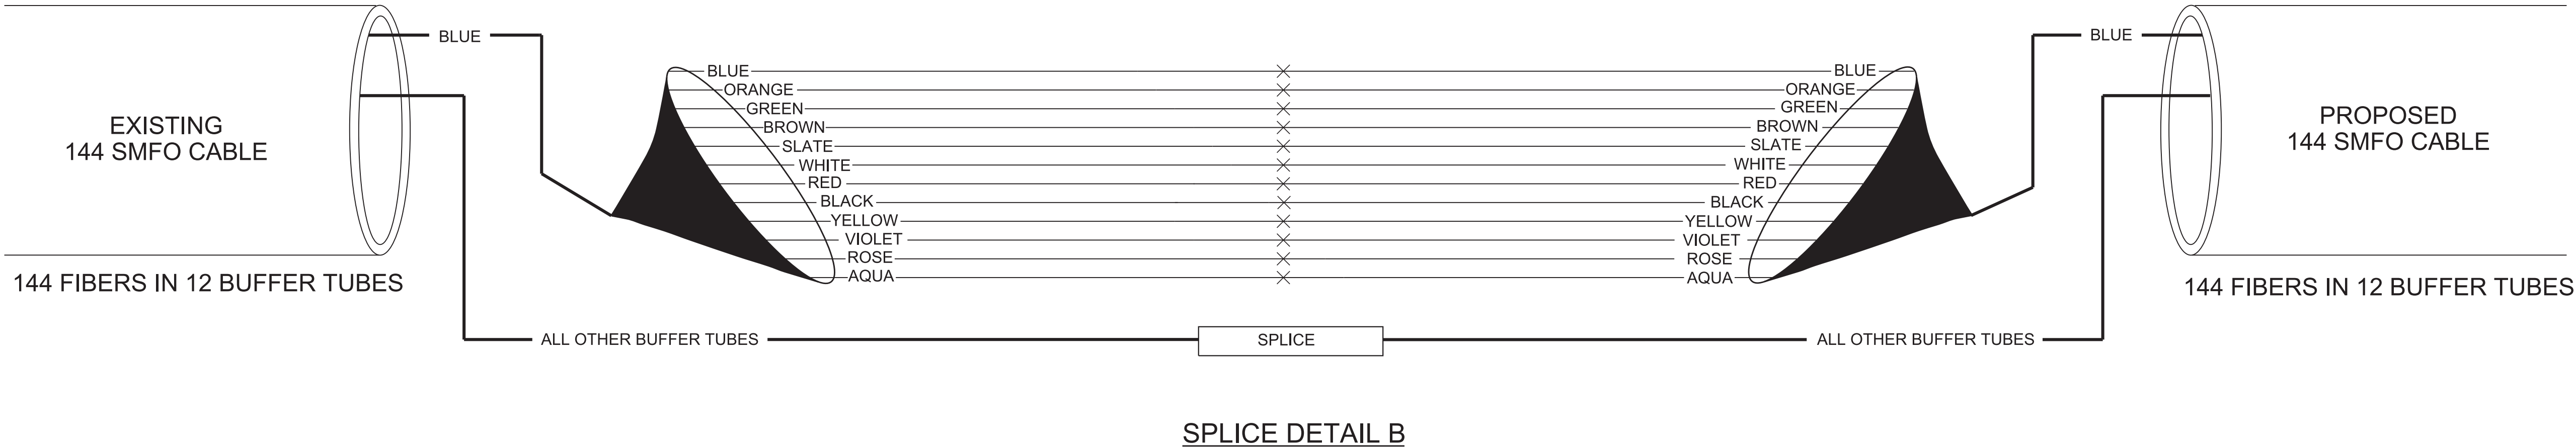 BLUE
BLUE
EXISTING
144 SMFO CABLE
PROPOSED
144 SMFO CABLE
BLUE BLUE
ORANGE ORANGE
GREEN GREEN
BROWN BROWN
SLATE SLATE
WHITE WHITE
RED RED
BLACK BLACK
YELLOW YELLOW
VIOLET VIOLET
ROSE ROSE
AQUA AQUA
144 FIBERS IN 12 BUFFER TUBES
144 FIBERS IN 12 BUFFER TUBES
ALL OTHER BUFFER TUBES
SPLICE
ALL OTHER BUFFER TUBES
SPLICE DETAIL B